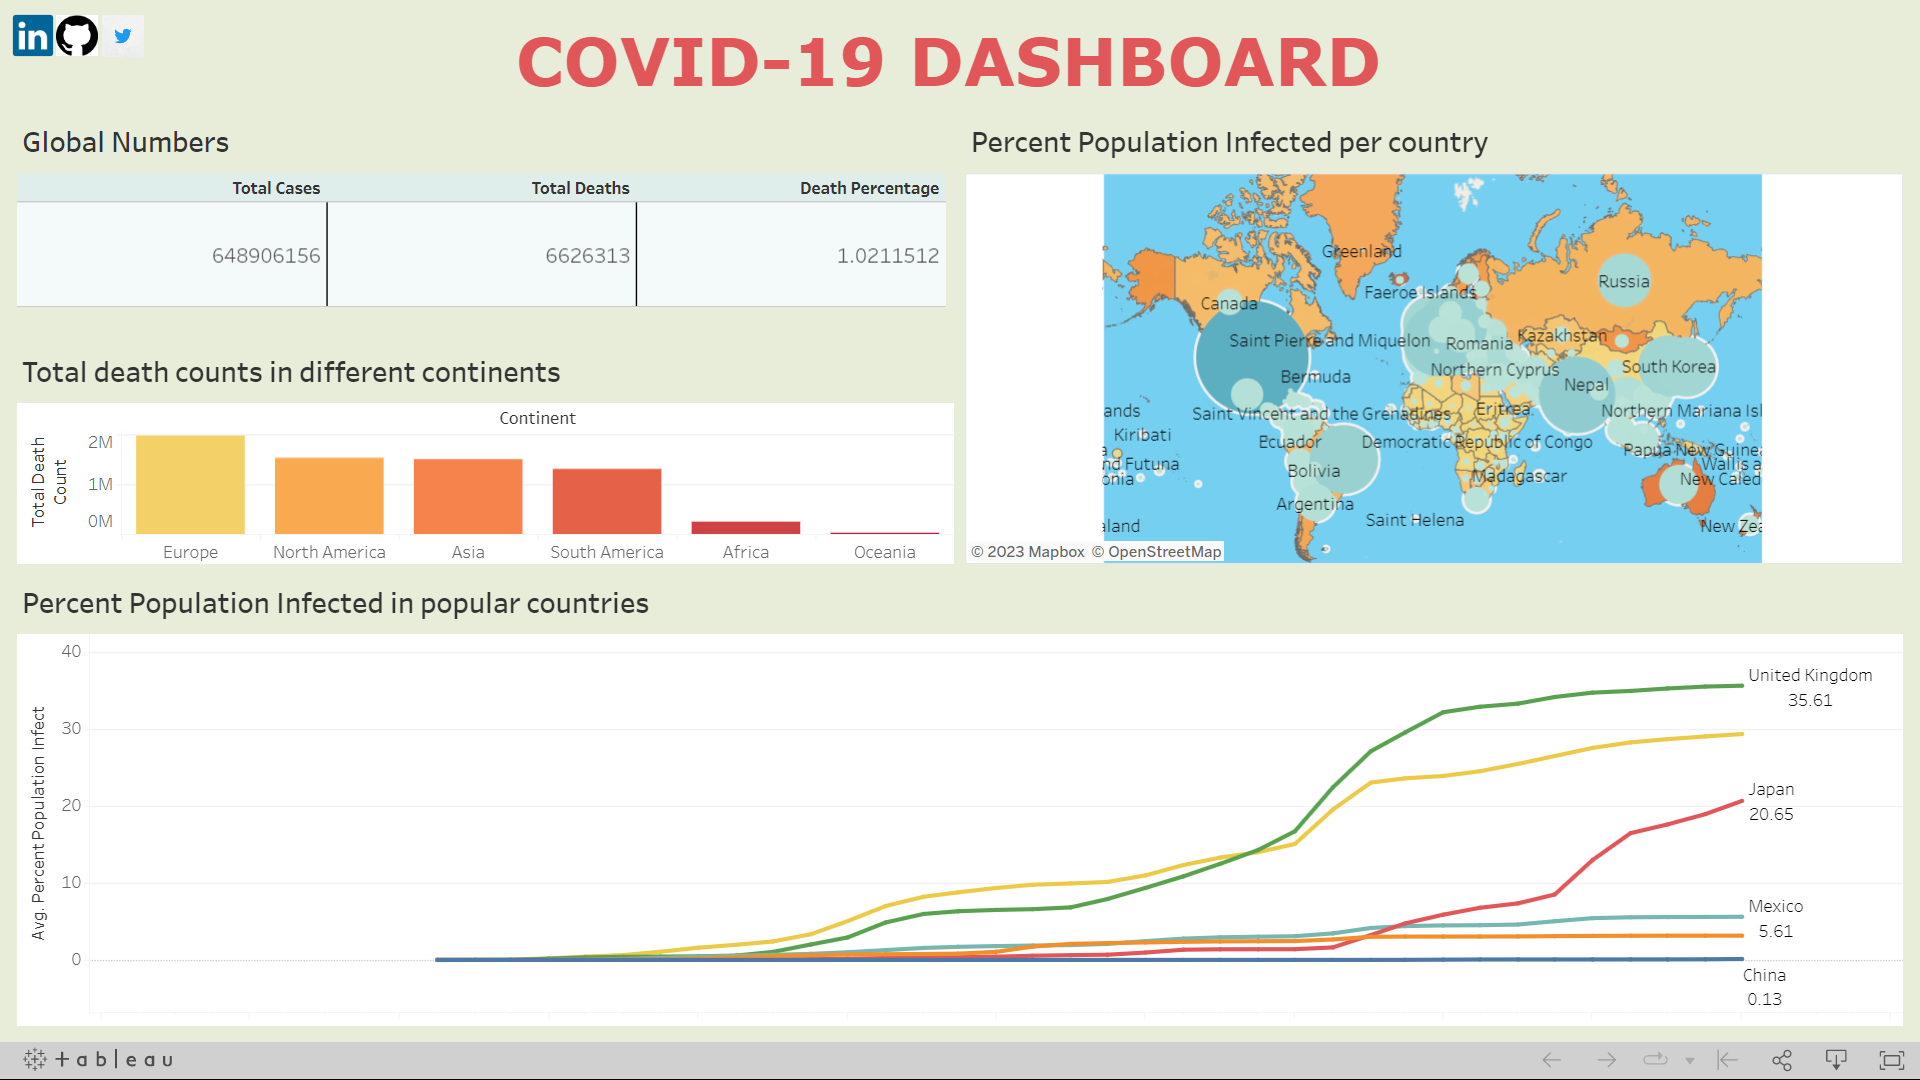 in
COVID-19 DASHBOARD
Global Numbers
Total Cases
Total Deaths
Death Percentage
648906156
6626313
1.0211512
Percent Population Infected per country
Greenland
Russia
Faeroe Islands
Canada
Kazakhstan
Saint Pierre and Miquelon
Romania
South Korea
Northern Cyprus
Bermuda
Nepal
ands
Saint Vincent and the Grenadines
Eritrea
Northern Mariana Isl
Kiribati
Ecuador
Democratic Republic of Congo
Papua New Guinea
nd Futuna
Wallis a
Bolivia
Madagascar
New Caled
onia
Argentina
Saint Helena
aland
New Zea
© 2023 Mapbox © OpenStreetMap
Total death counts in different continents
Continent
Total Death
Count
2M
1M
0M
Europe
North America
Asia
South America
Africa
Oceania
Percent Population Infected in popular countries
Avg. Percent Population Infect
40
30
20
10
0
United Kingdom
35.61
Japan
20.65
Mexico
5.61
China
0.13
+ a b | e a u